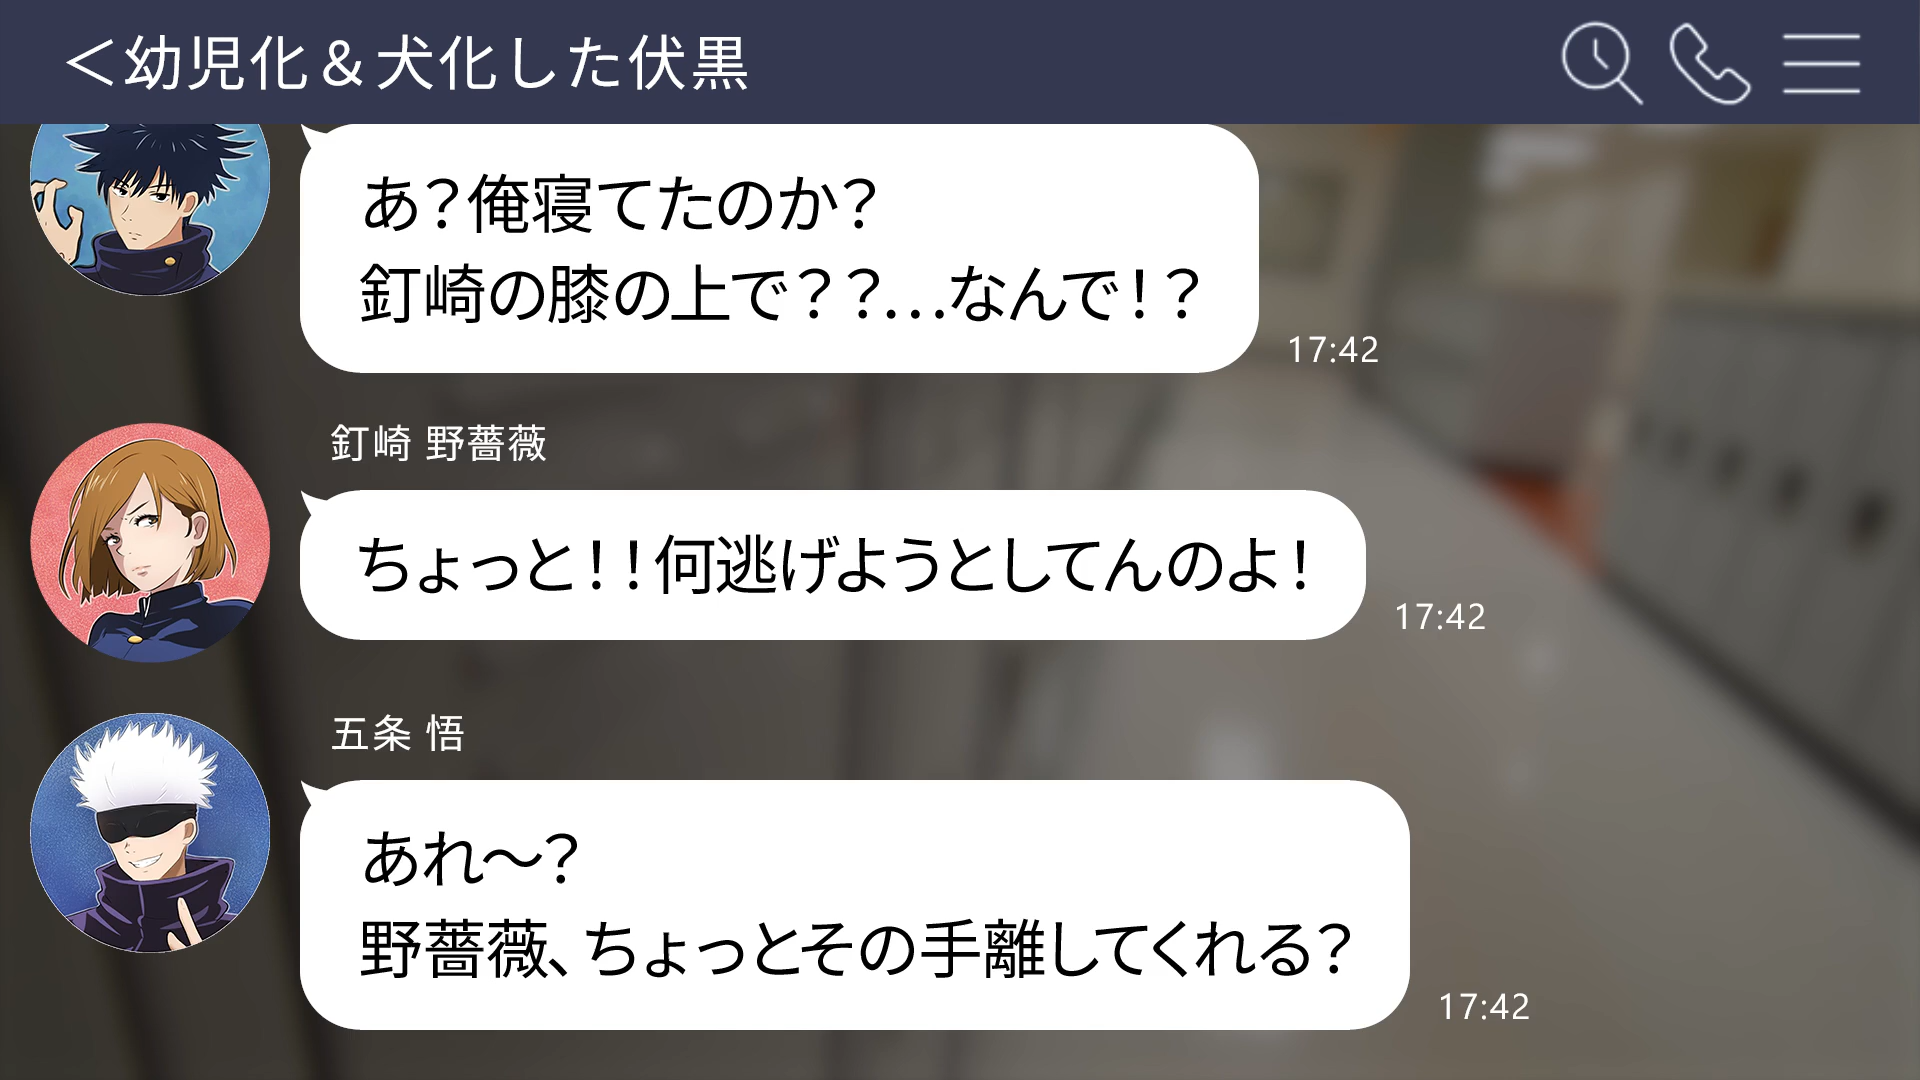 ＜幼児化＆犬化した伏黒
あ？俺寝てたのか？
釘崎の膝の上で？？…なんで！？
17:42
釘崎 野薔薇
ちょっと！！何逃げようとしてんのよ！
17:42
五条 悟
あれ～？
野薔薇、ちょっとその手離してくれる？
17:42